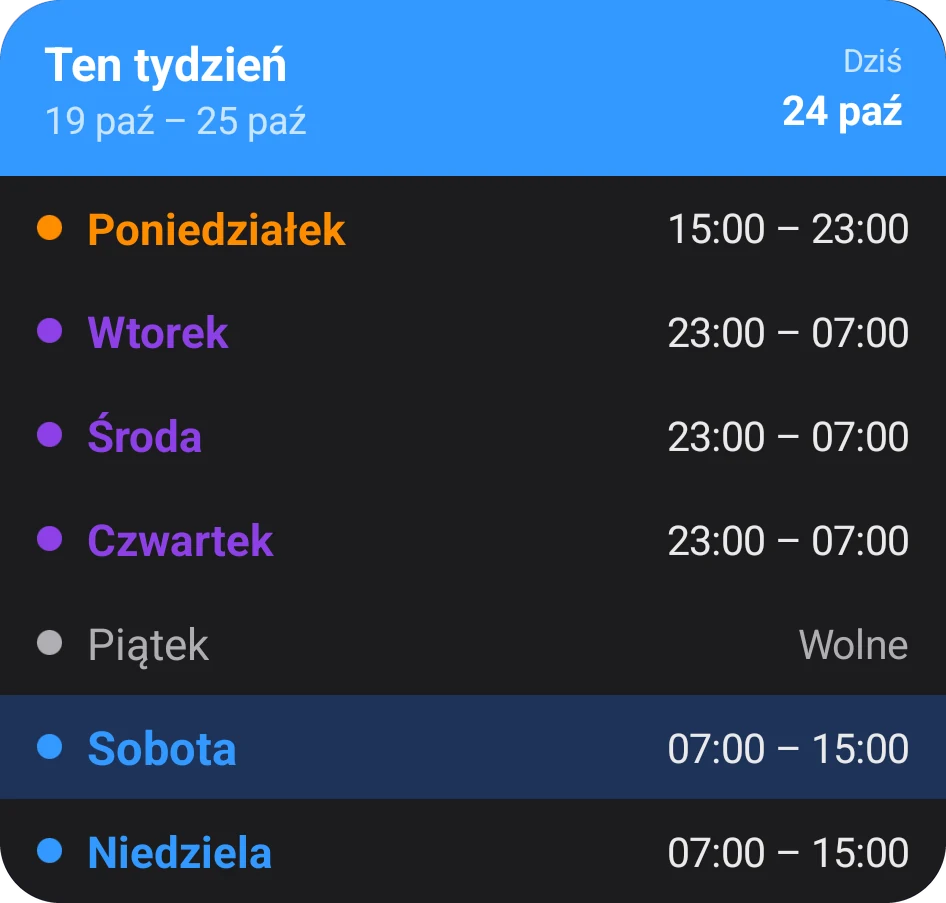 Ten tydzień
19 paź – 25 paź
Dziś
24 paź
Poniedziałek 15:00 – 23:00
Wtorek 23:00 – 07:00
Środa 23:00 – 07:00
Czwartek 23:00 – 07:00
Piątek Wolne
Sobota 07:00 – 15:00
Niedziela 07:00 – 15:00